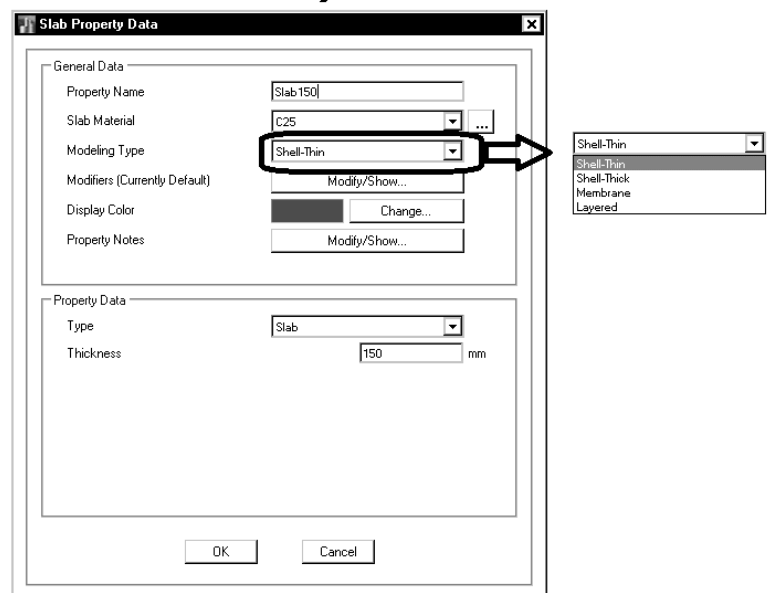 Slab Property Data
General Data
Property Name Slab150
Slab Material C25 ...
Modeling Type Shell-Thin
Modifiers (Currently Default) Modify/Show...
Display Color Change...
Property Notes Modify/Show...
Property Data
Type Slab
Thickness 150 mm
OK Cancel
Shell-Thin
Shell-Thin
Shell-Thick
Membrane
Layered